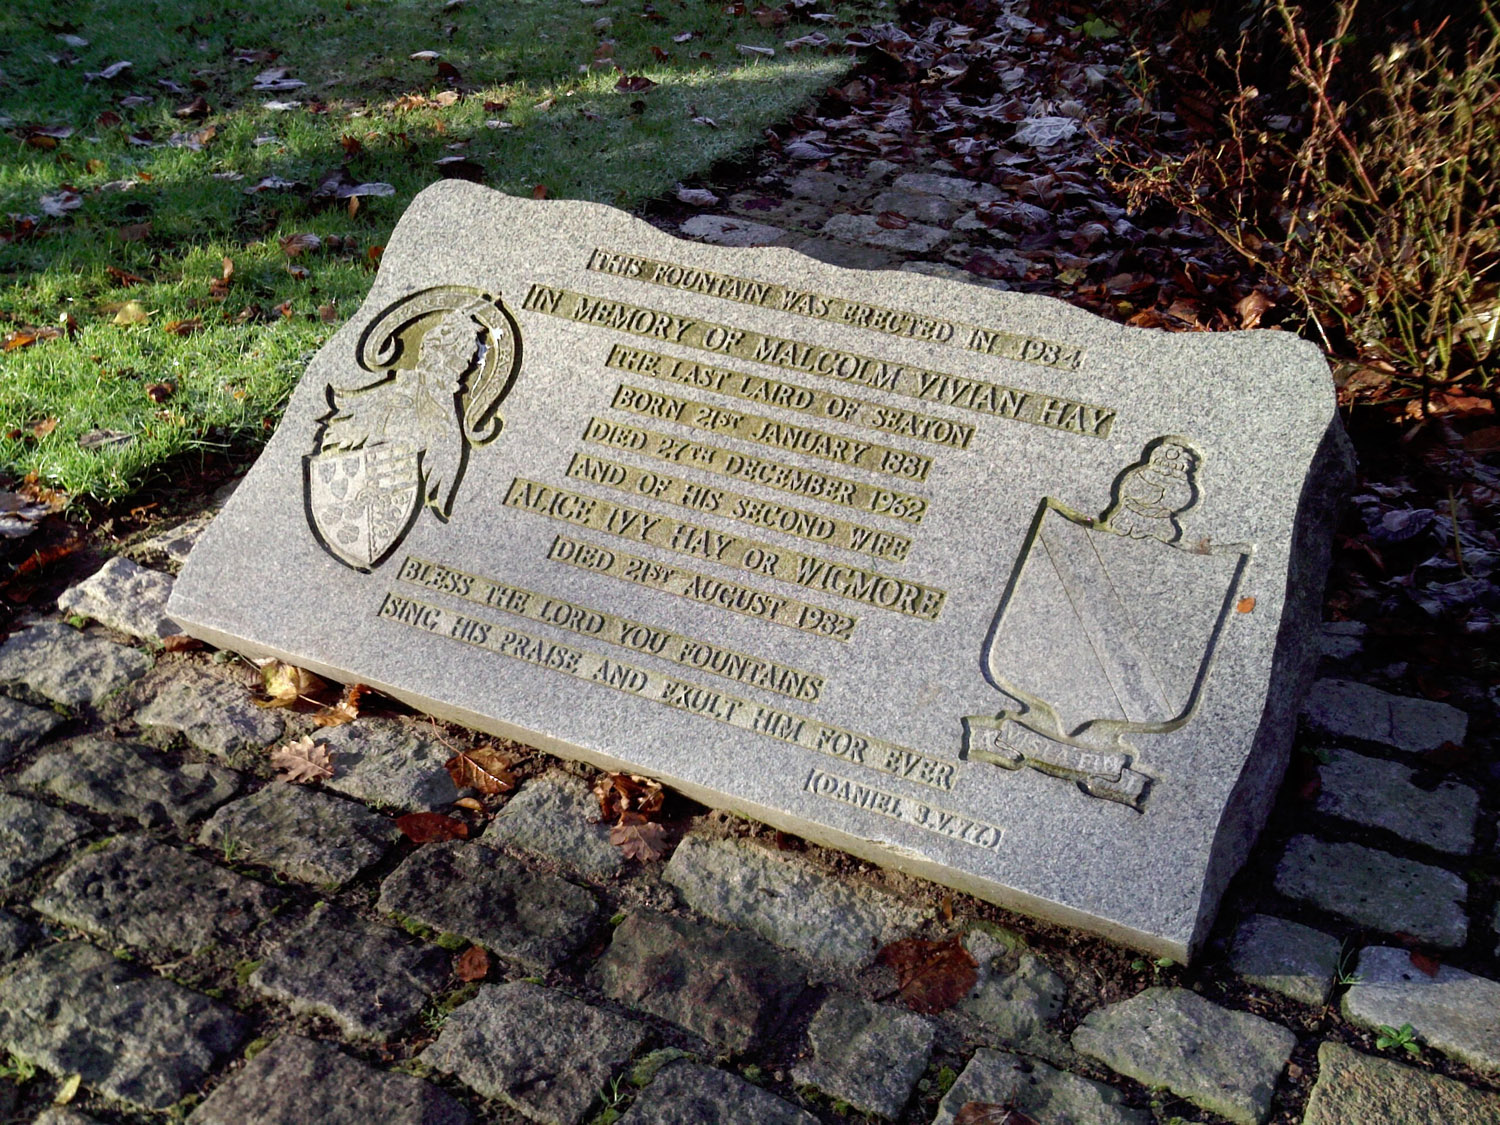 THIS FOUNTAIN WAS ERECTED IN 1984
IN MEMORY OF MALCOLM VIVIAN HAY
THE LAST LAIRD OF SEATON
BORN 21ST JANUARY 1881
DIED 27TH DECEMBER 1962
AND OF HIS SECOND WIFE
ALICE IVY HAY OR WIGMORE
DIED 21ST AUGUST 1982
BLESS THE LORD YOU FOUNTAINS
SING HIS PRAISE AND EXULT HIM FOR EVER
(DANIEL 3.V.77.)